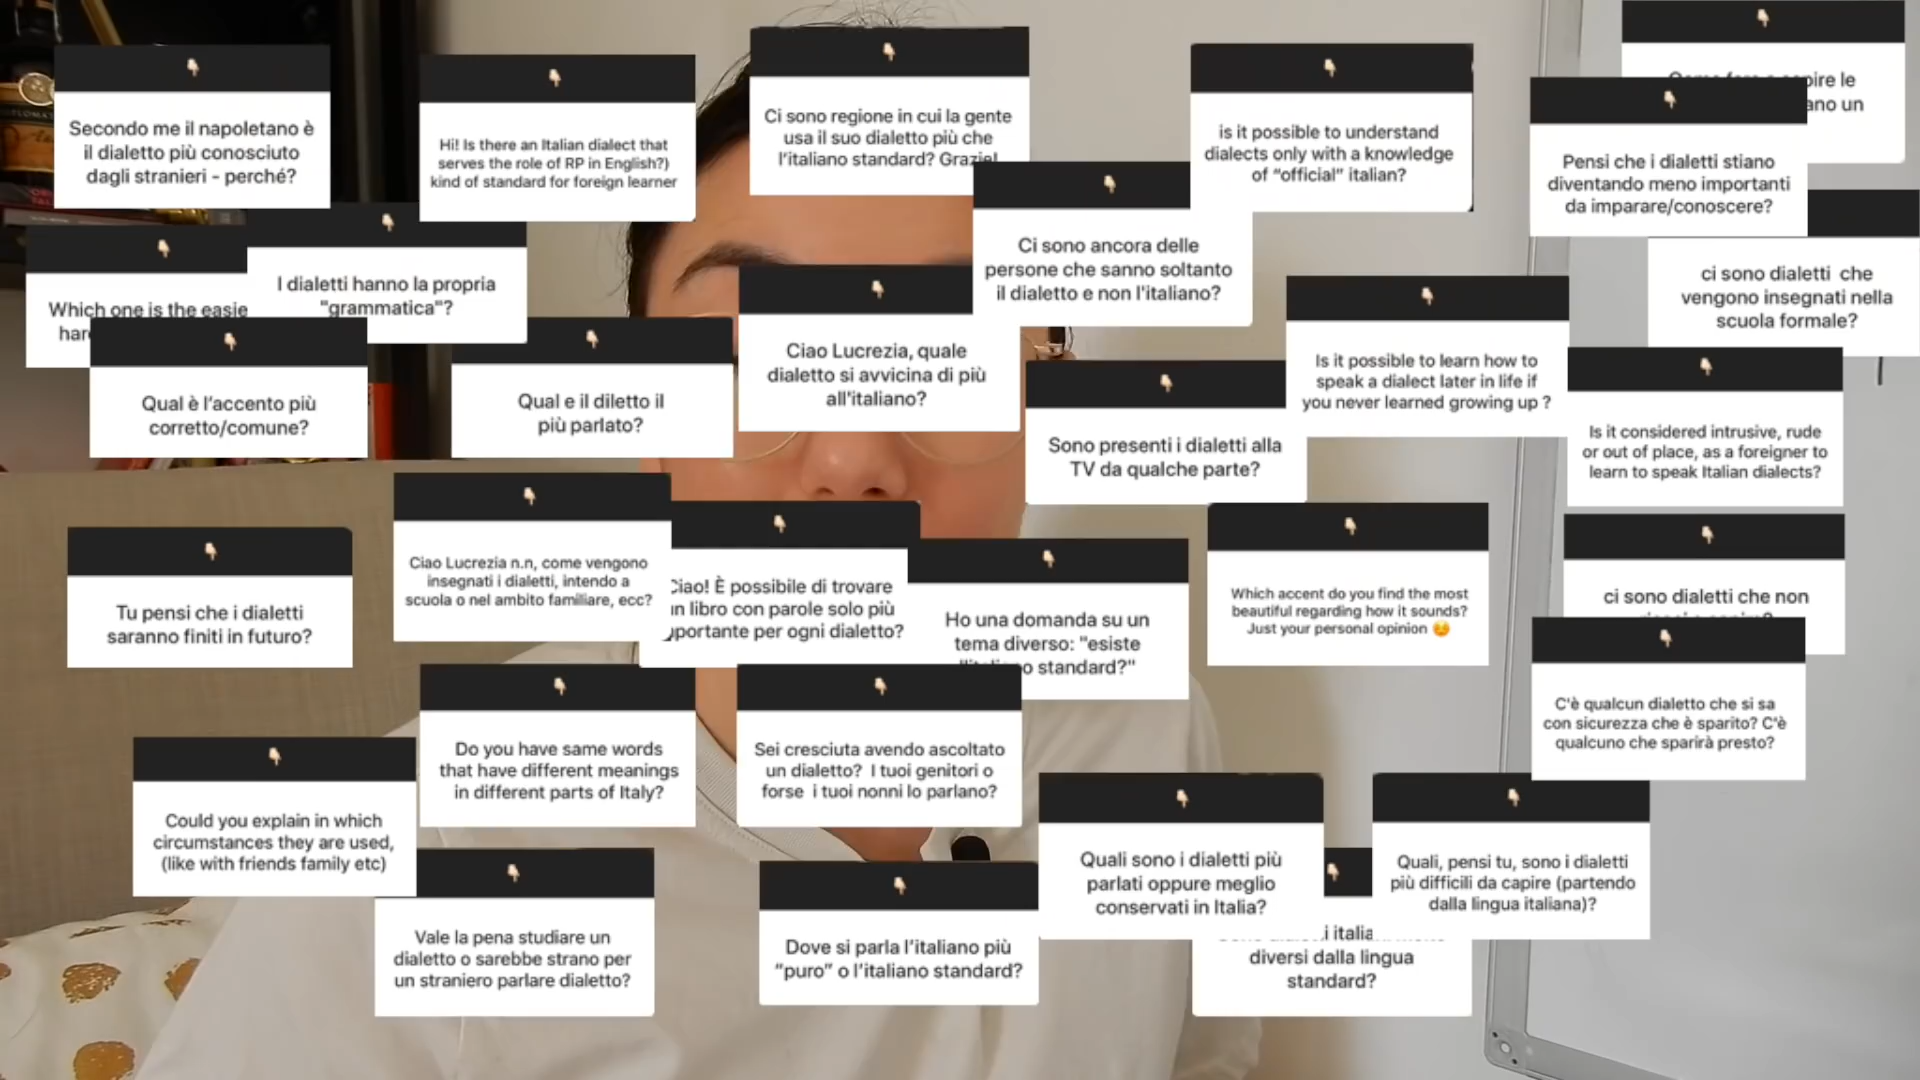 Secondo me il napoletano è
il dialetto più conosciuto
dagli stranieri - perché?
Hi! Is there an Italian dialect that
serves the role of RP in English?)
kind of standard for foreign learner
Ci sono regione in cui la gente
usa il suo dialetto più che
l'italiano standard? Grazie!
is it possible to understand
dialects only with a knowledge
of "official" italian?
Pensi che i dialetti stiano
diventando meno importanti
da imparare/conoscere?
Which one is the
I dialetti hanno la propria
"grammatica"?
Ci sono ancora delle
persone che sanno soltanto
il dialetto e non l'italiano?
ci sono dialetti che
vengono insegnati nella
scuola formale?
Qual è l'accento più
corretto/comune?
Qual e il diletto il
più parlato?
Ciao Lucrezia, quale
dialetto si avvicina di più
all'italiano?
Sono presenti i dialetti alla
TV da qualche parte?
Is it possible to learn how to
speak a dialect later in life if
you never learned growing up ?
Is it considered intrusive, rude
or out of place, as a foreigner to
learn to speak Italian dialects?
Tu pensi che i dialetti
saranno finiti in futuro?
Ciao Lucrezia n.n, come vengono
insegnati i dialetti, intendo a
scuola o nel ambito familiare, ecc?
Ciao! È possibile di trovare
un libro con parole solo più
per ogni dialetto?
Ho una domanda su un
tema diverso: "esiste
standard?"
Which accent do you find the most
beautiful regarding how it sounds?
Just your personal opinion
ci sono dialetti che non
C'è qualcun dialetto che si sa
con sicurezza che è sparito? C'è
qualcuno che sparirà presto?
Could you explain in which
circumstances they are used,
(like with friends family etc)
Do you have same words
that have different meanings
in different parts of Italy?
Sei cresciuta avendo ascoltato
un dialetto? I tuoi genitori o
forse i tuoi nonni lo parlano?
Quali sono i dialetti più
parlati oppure meglio
conservati in Italia?
Quali, pensi tu, sono i dialetti
più difficili da capire (partendo
dalla lingua italiana)?
Vale la pena studiare un
dialetto o sarebbe strano per
un straniero parlare dialetto?
Dove si parla l'italiano più
"puro" o l'italiano standard?
diversi dalla lingua
standard?